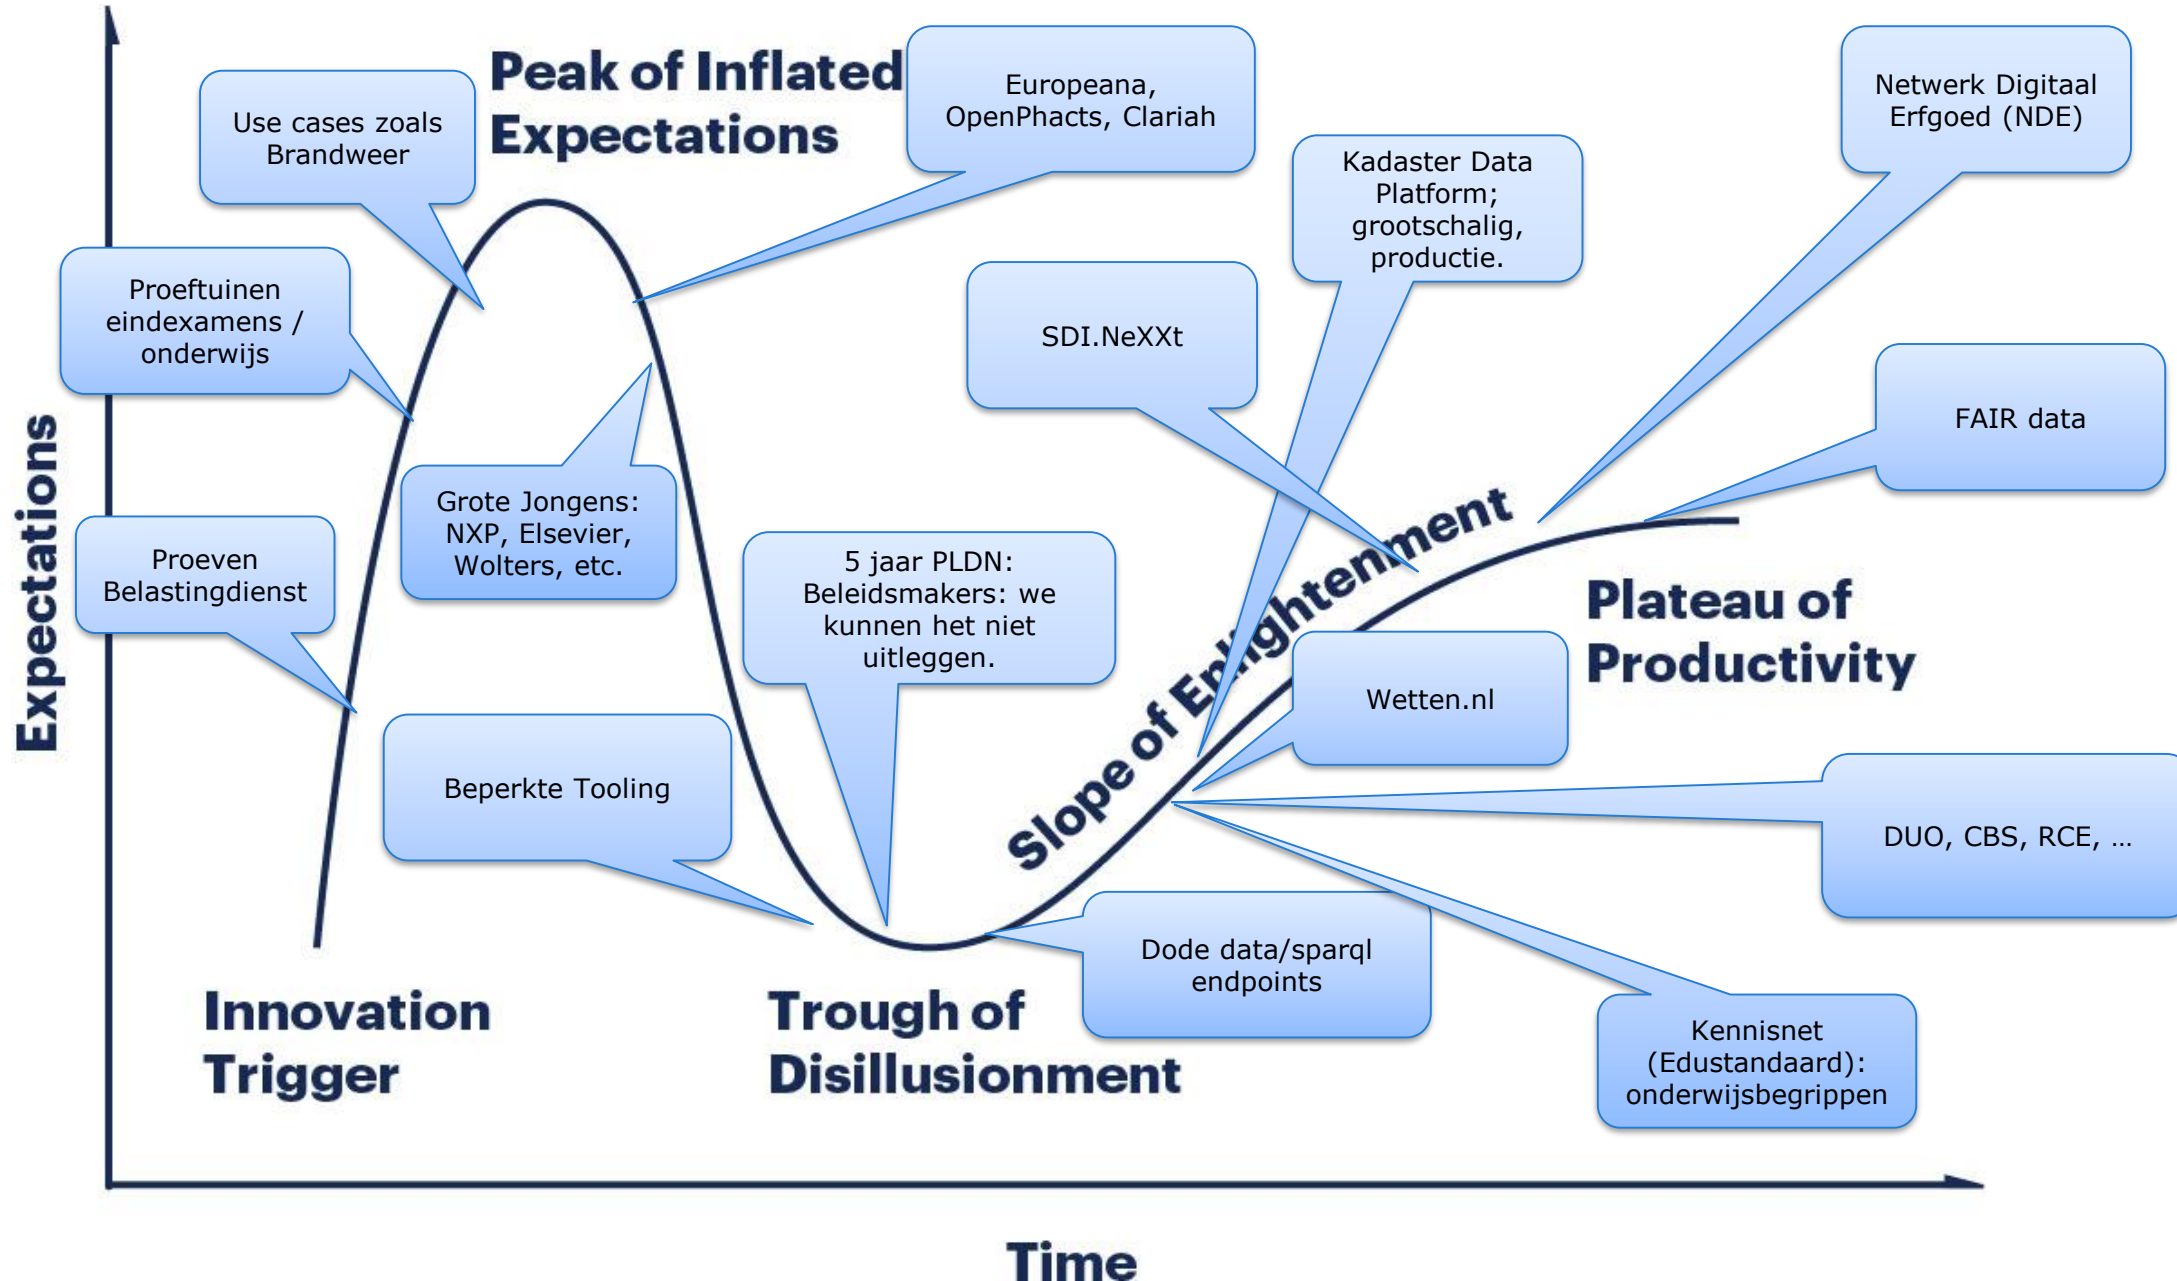 Peak of Inflated
Expectations
Use cases zoals
Brandweer
Europeana,
OpenPhacts, Clariah
Netwerk Digitaal
Erfgoed (NDE)
Kadaster Data
Platform;
grootschalig,
productie.
Proeftuinen
eindexamens /
onderwijs
SDI.NeXXt
FAIR data
Expectations
Grote Jongens:
NXP, Elsevier,
Wolters, etc.
Proeven
Belastingdienst
5 jaar PLDN:
Beleidsmakers: we
kunnen het niet
uitleggen.
Slope of Enlightenment
Plateau of
Productivity
Wetten.nl
Beperkte Tooling
DUO, CBS, RCE, ...
Dode data/sparql
endpoints
Innovation
Trigger
Trough of
Disillusionment
Kennisnet
(Edustandaard):
onderwijsbegrippen
Time